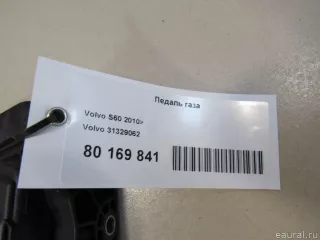 Педаль газа
Volvo S60 2010>
Volvo 31329062
80 169 841
eaural.ru